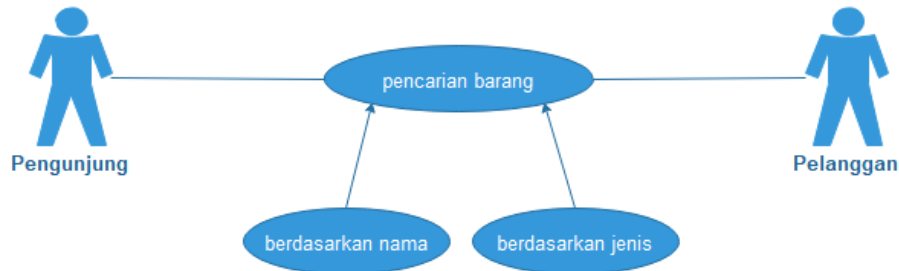 pencarian barang
Pengunjung
Pelanggan
berdasarkan nama
berdasarkan jenis